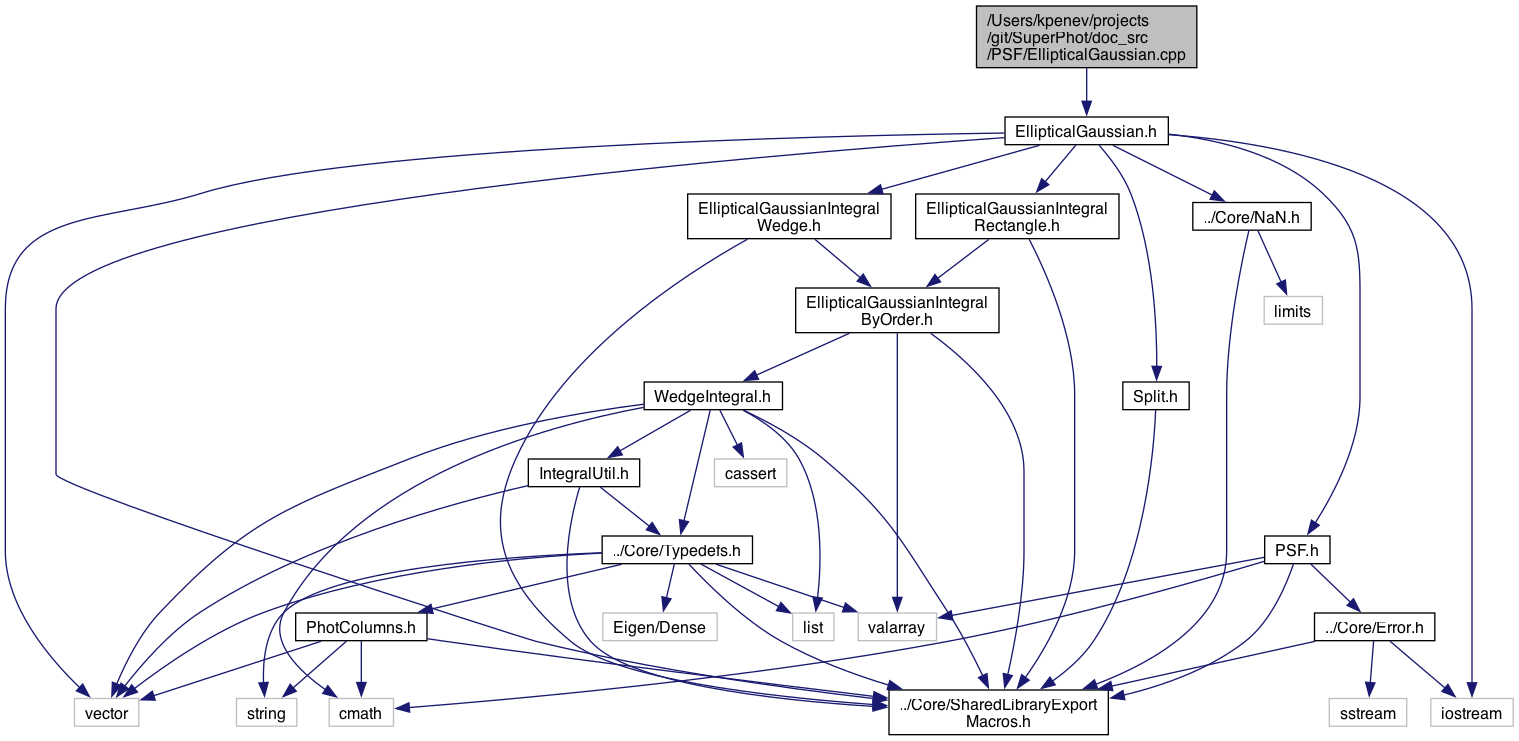 /Users/kpenev/projects
/git/SuperPhot/doc_src
/PSF/EllipticalGaussian.cpp
EllipticalGaussian.h
EllipticalGaussianIntegral
Wedge.h
EllipticalGaussianIntegral
Rectangle.h
../Core/NaN.h
EllipticalGaussianIntegral
ByOrder.h
limits
WedgeIntegral.h
Split.h
IntegralUtil.h
cassert
../Core/Typedefs.h
PSF.h
PhotColumns.h
Eigen/Dense
list
valarray
../Core/Error.h
vector
string
cmath
../Core/SharedLibraryExport
Macros.h
sstream
iostream